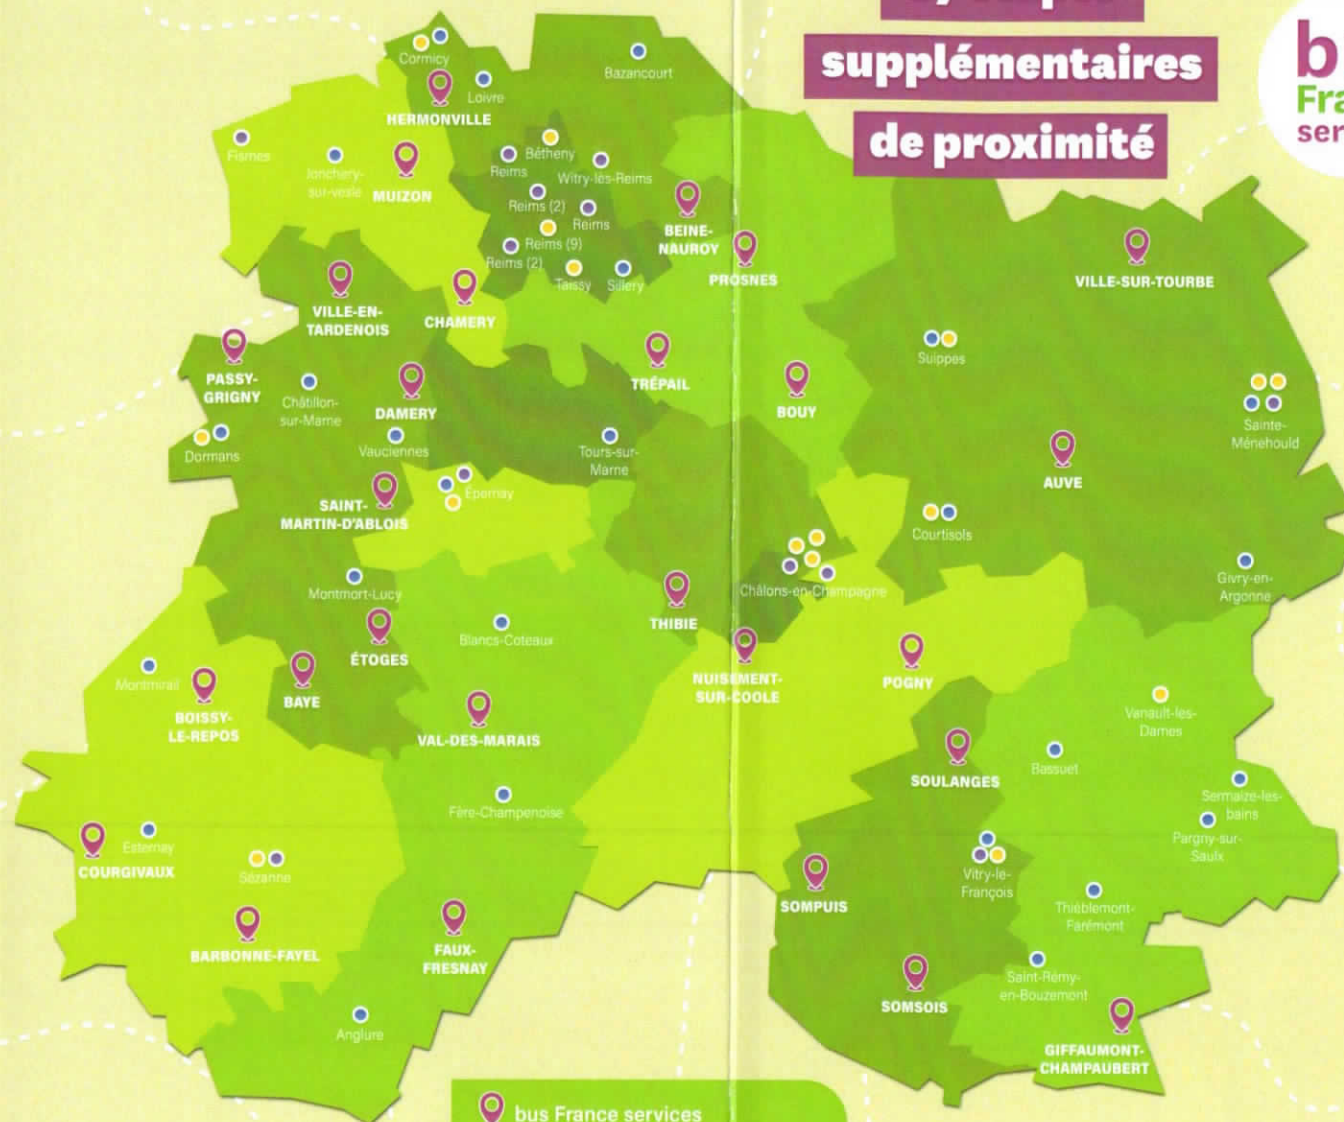 supplémentaires
de proximité
b
Fra
ser
Cormicy
Bazancourt
Loivre
HERMONVILLE
Fismes
Jonchery-
sur-vesle
MUIZON
Bétheny
Reims
Witry-lès-Reims
Reims (2)
Reims
Reims (9)
Reims (2)
Taissy
Sillery
BEINE-
NAUROY
PROSNES
VILLE-SUR-TOURBE
VILLE-EN-
TARDENOIS
CHAMERY
Suippes
PASSY-
GRIGNY
Châtillon-
sur-Marne
DAMERY
TRÉPAIL
BOUY
Sainte-
Ménehould
Dormans
Vauciennes
Tours-sur-
Marne
AUVE
Épernay
SAINT-
MARTIN-D'ABLOIS
Courtisols
Montmort-Lucy
Châlons-en-Champagne
Givry-en-
Argonne
THIBIE
Blancs-Coteaux
ÉTOGES
Montmirail
BAYE
NUISEMENT-
SUR-COOLE
POGNY
BOISSY-
LE-REPOS
VAL-DES-MARAIS
Vanault-les-
Dames
SOULANGES
Bassuet
Fère-Champenoise
Sermaize-les-
bains
Pargny-sur-
Saulx
Esternay
COURGIVAUX
Sézanne
Vitry-le-
François
SOMPUIS
Thiéblemont-
Farémont
BARBONNE-FAYEL
FAUX-
FRESNAY
Saint-Rémy-
en-Bouzemont
SOMSOIS
Anglure
GIFFAUMONT-
CHAMPAUBERT
bus France services